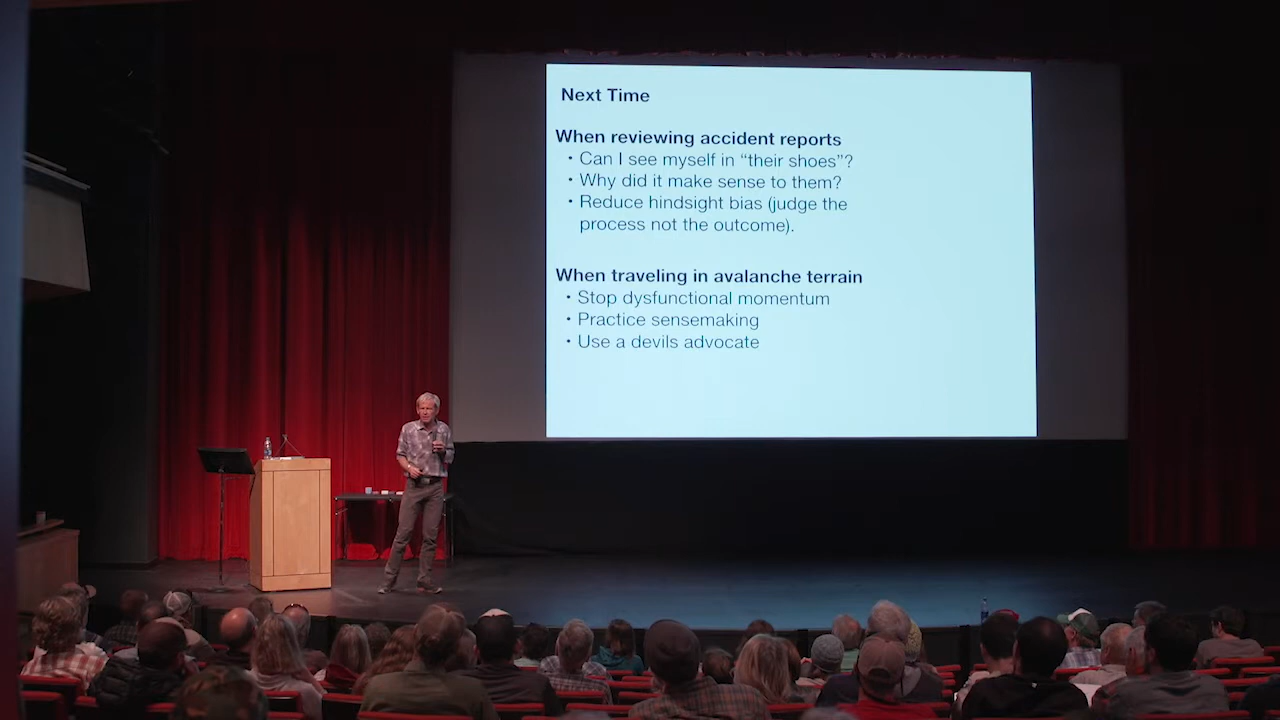 Next Time
When reviewing accident reports
• Can I see myself in “their shoes”?
• Why did it make sense to them?
• Reduce hindsight bias (judge the
process not the outcome).
When traveling in avalanche terrain
• Stop dysfunctional momentum
• Practice sensemaking
• Use a devils advocate